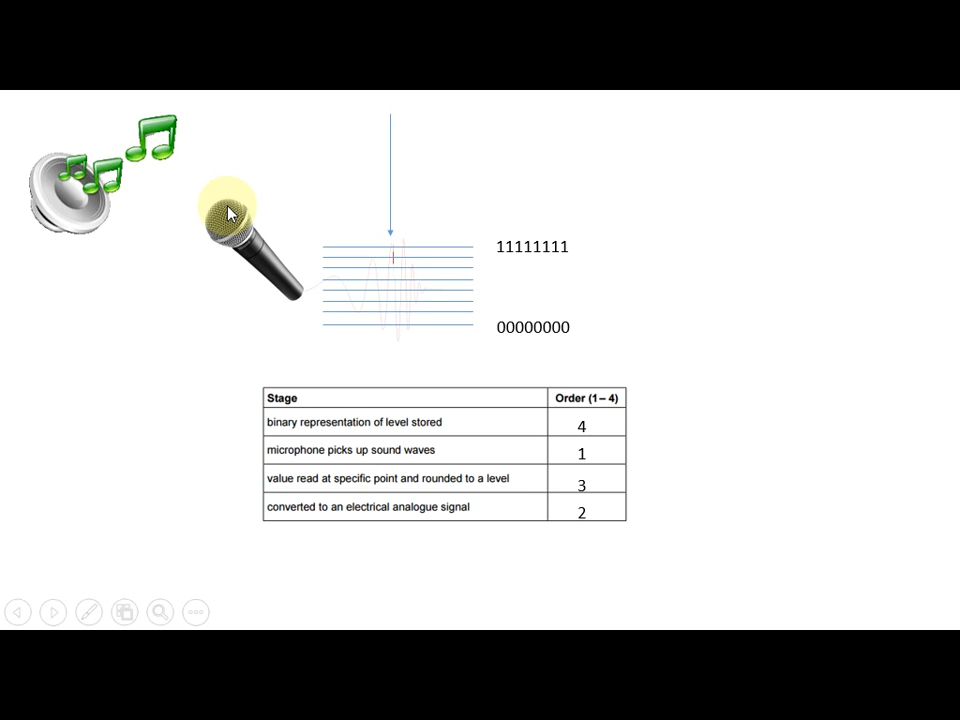 11111111
00000000
Stage Order (1 – 4)
binary representation of level stored 4
microphone picks up sound waves 1
value read at specific point and rounded to a level 3
converted to an electrical analogue signal 2